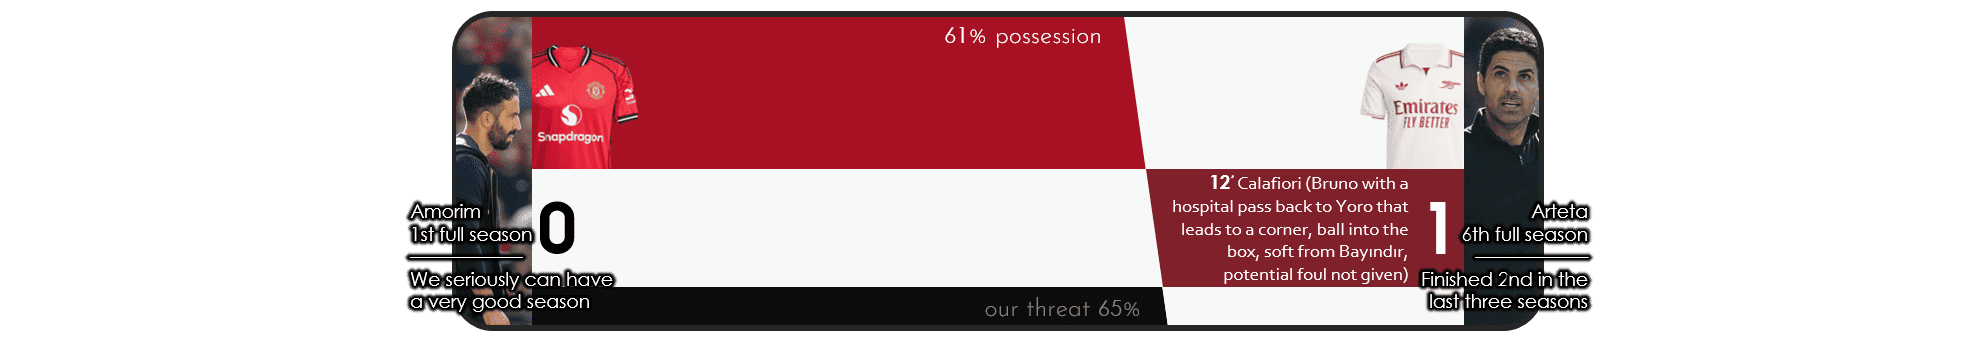 61% possession
Snapdragon
Emirates
FLY BETTER
Amorim
1st full season
We seriously can have
a very good season
0
12' Calafiori (Bruno with a
hospital pass back to Yoro that
leads to a corner, ball into the
box, soft from Bayındır,
potential foul not given)
1
Arteta
6th full season
Finished 2nd in the
last three seasons
our threat 65%